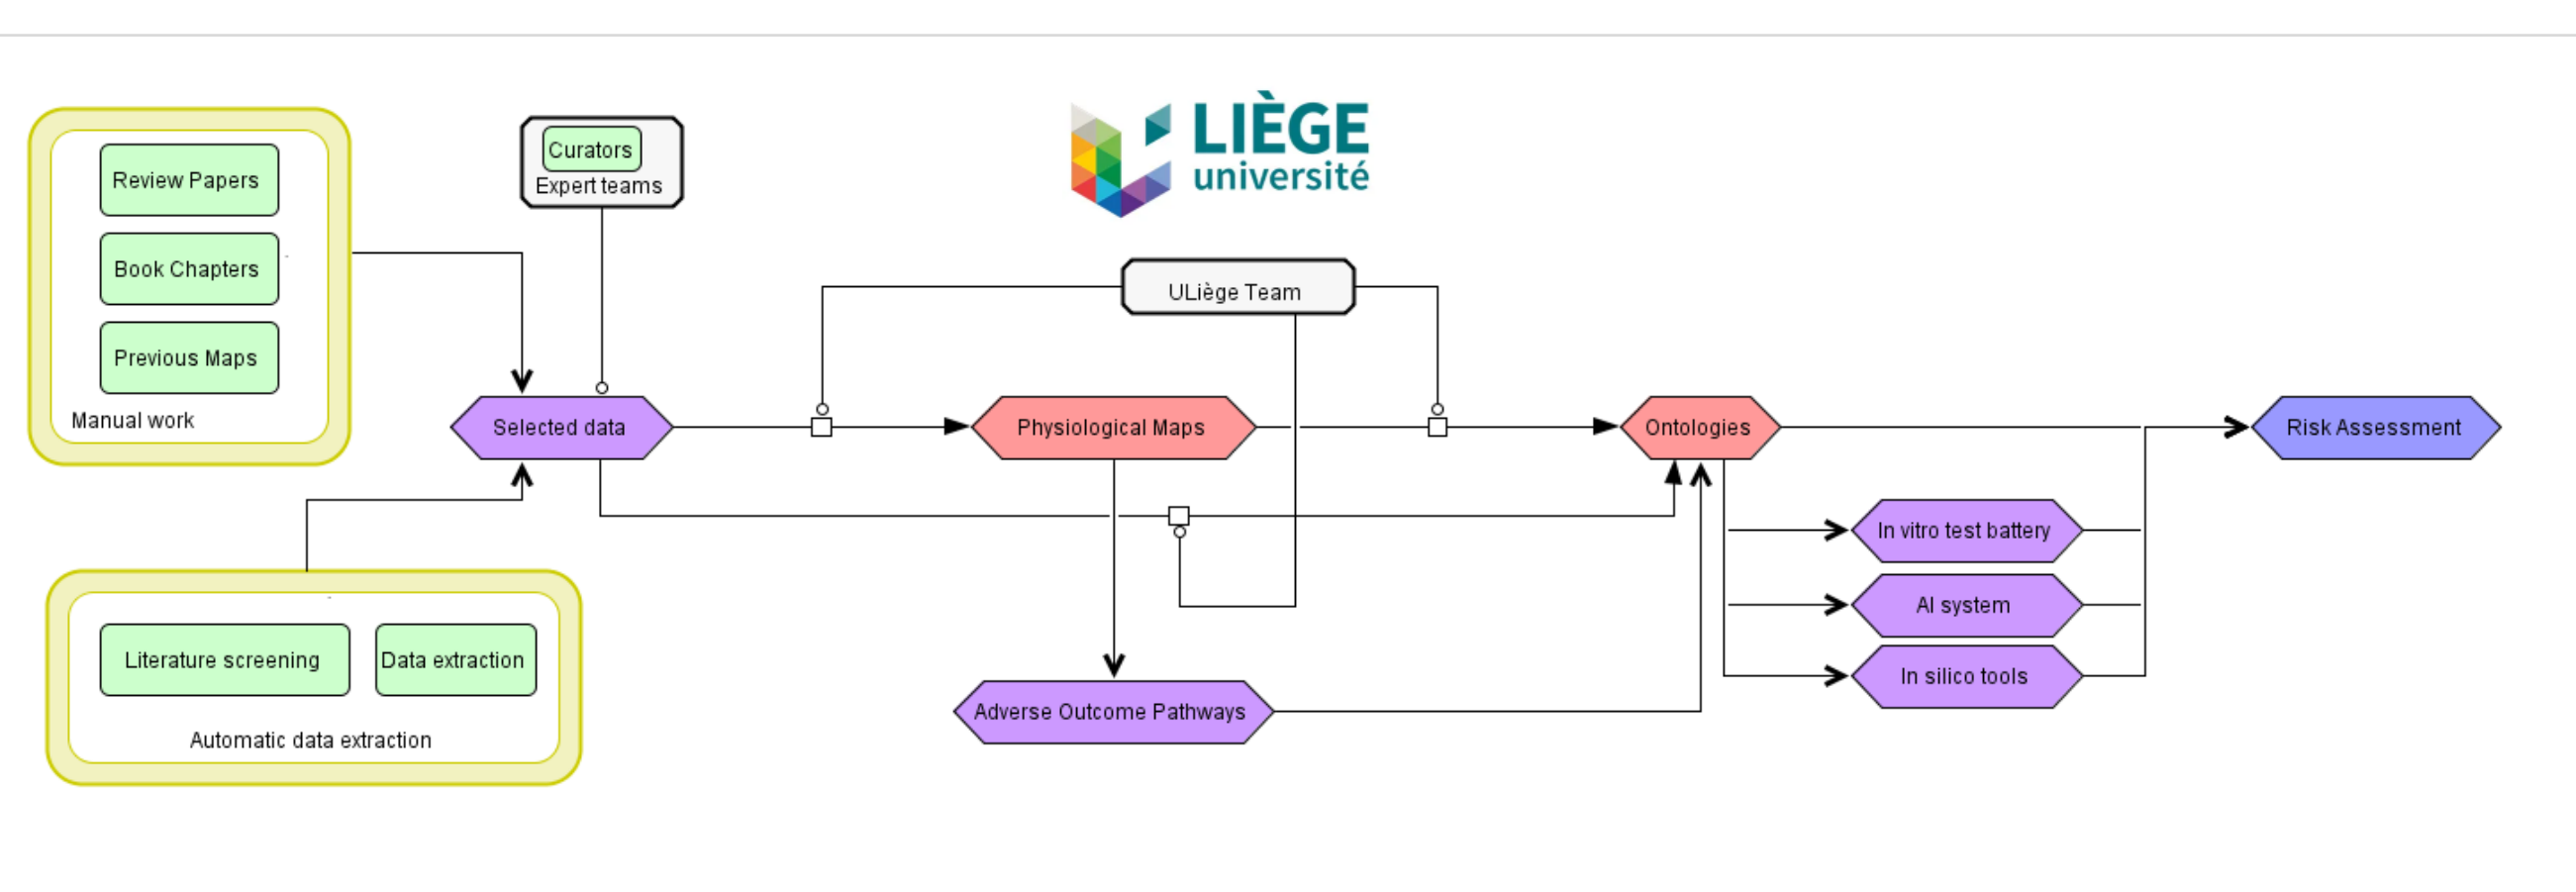 LIÈGE
université
Review Papers
Book Chapters
Previous Maps
Manual work
Curators
Expert teams
ULiège Team
Selected data
Physiological Maps
Ontologies
Risk Assessment
In vitro test battery
AI system
In silico tools
Literature screening
Data extraction
Automatic data extraction
Adverse Outcome Pathways